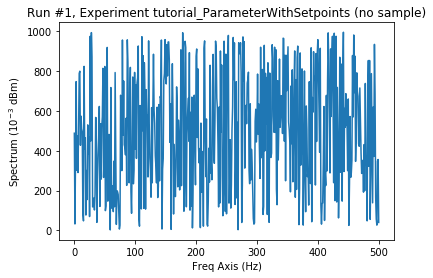 Run #1, Experiment tutorial_ParameterWithSetpoints (no sample)
1000
800
600
400
200
0
Spectrum (10⁻³ dBm)
0 100 200 300 400 500
Freq Axis (Hz)